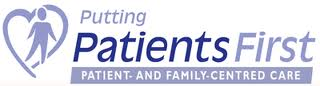 Putting
Patients First
PATIENT- AND FAMILY-CENTRED CARE